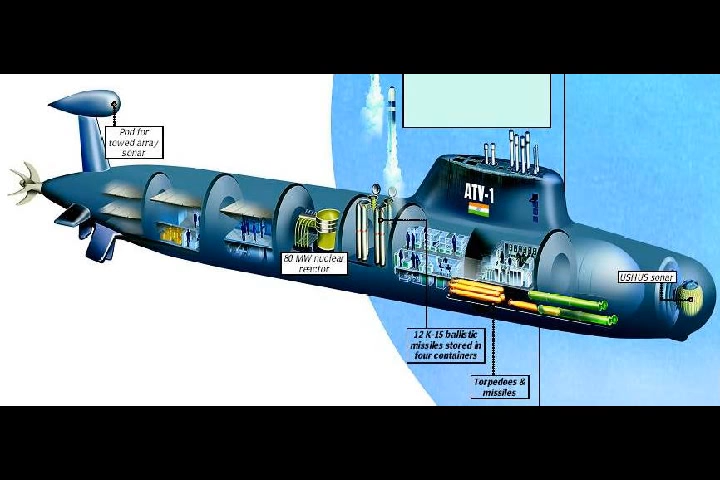 Pod for
towed array
sonar
ATV-1
80 MW nuclear
reactor
USHUS sonar
12 K-15 ballistic
missiles stored in
four containers
Torpedoes &
missiles